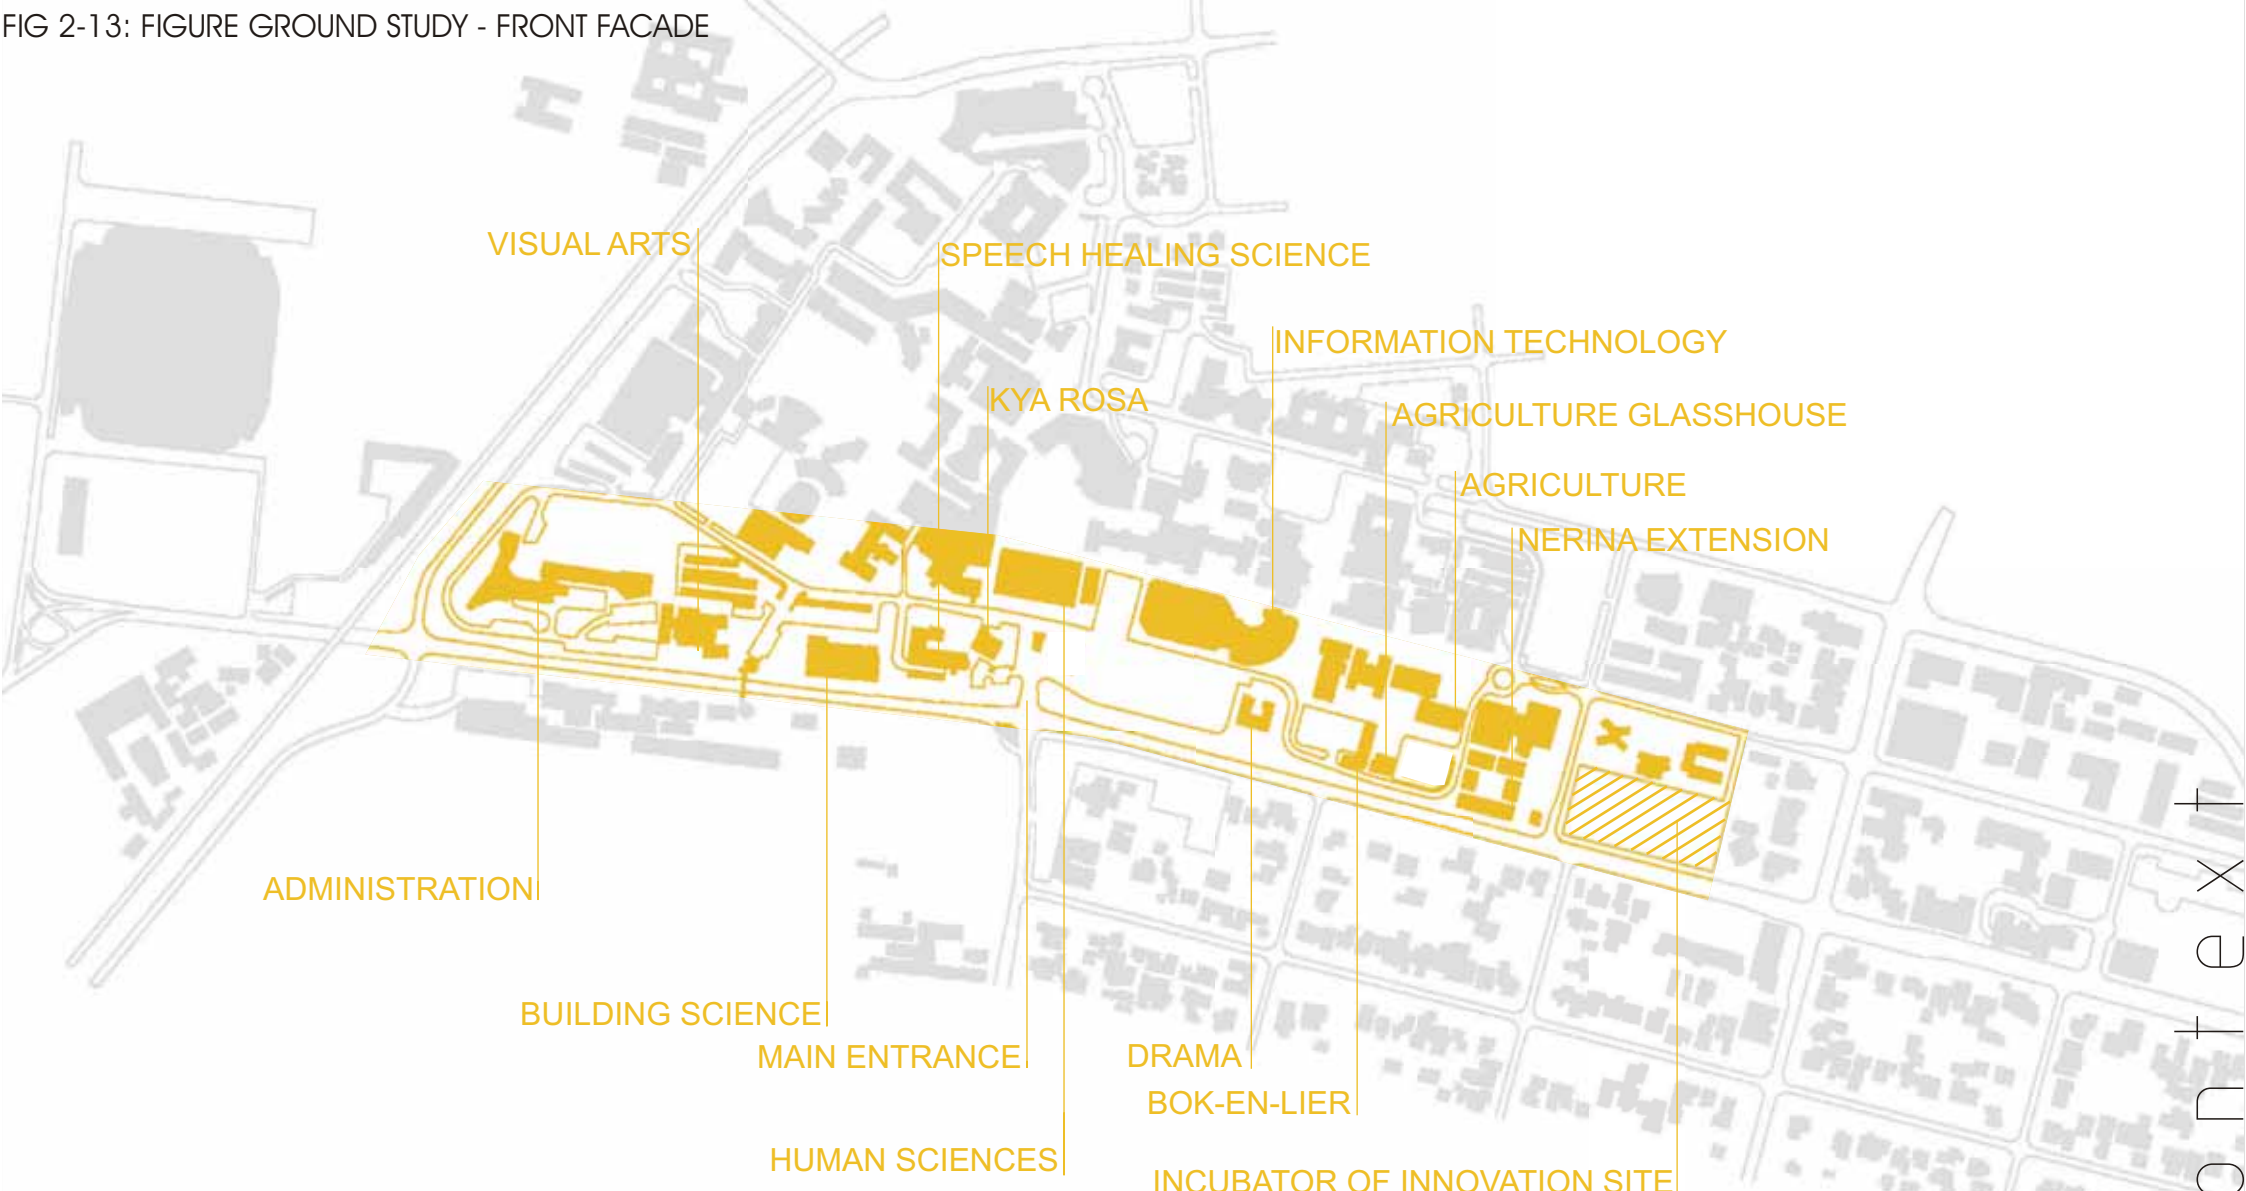 FIG 2-13: FIGURE GROUND STUDY - FRONT FACADE
VISUAL ARTS
SPEECH HEALING SCIENCE
INFORMATION TECHNOLOGY
KYA ROSA
AGRICULTURE GLASSHOUSE
AGRICULTURE
NERINA EXTENSION
ADMINISTRATION
BUILDING SCIENCE
MAIN ENTRANCE
DRAMA
BOK-EN-LIER
HUMAN SCIENCES
INCUBATOR OF INNOVATION SITE
ontext